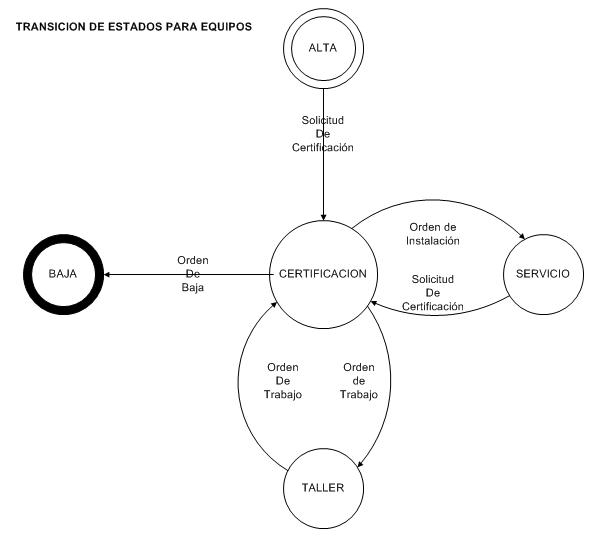 TRANSICION DE ESTADOS PARA EQUIPOS
ALTA
Solicitud
De
Certificación
Orden de
Instalación
Orden
De
Baja
BAJA
CERTIFICACION
SERVICIO
Solicitud
De
Certificación
Orden
De
Trabajo
Orden
de
Trabajo
TALLER